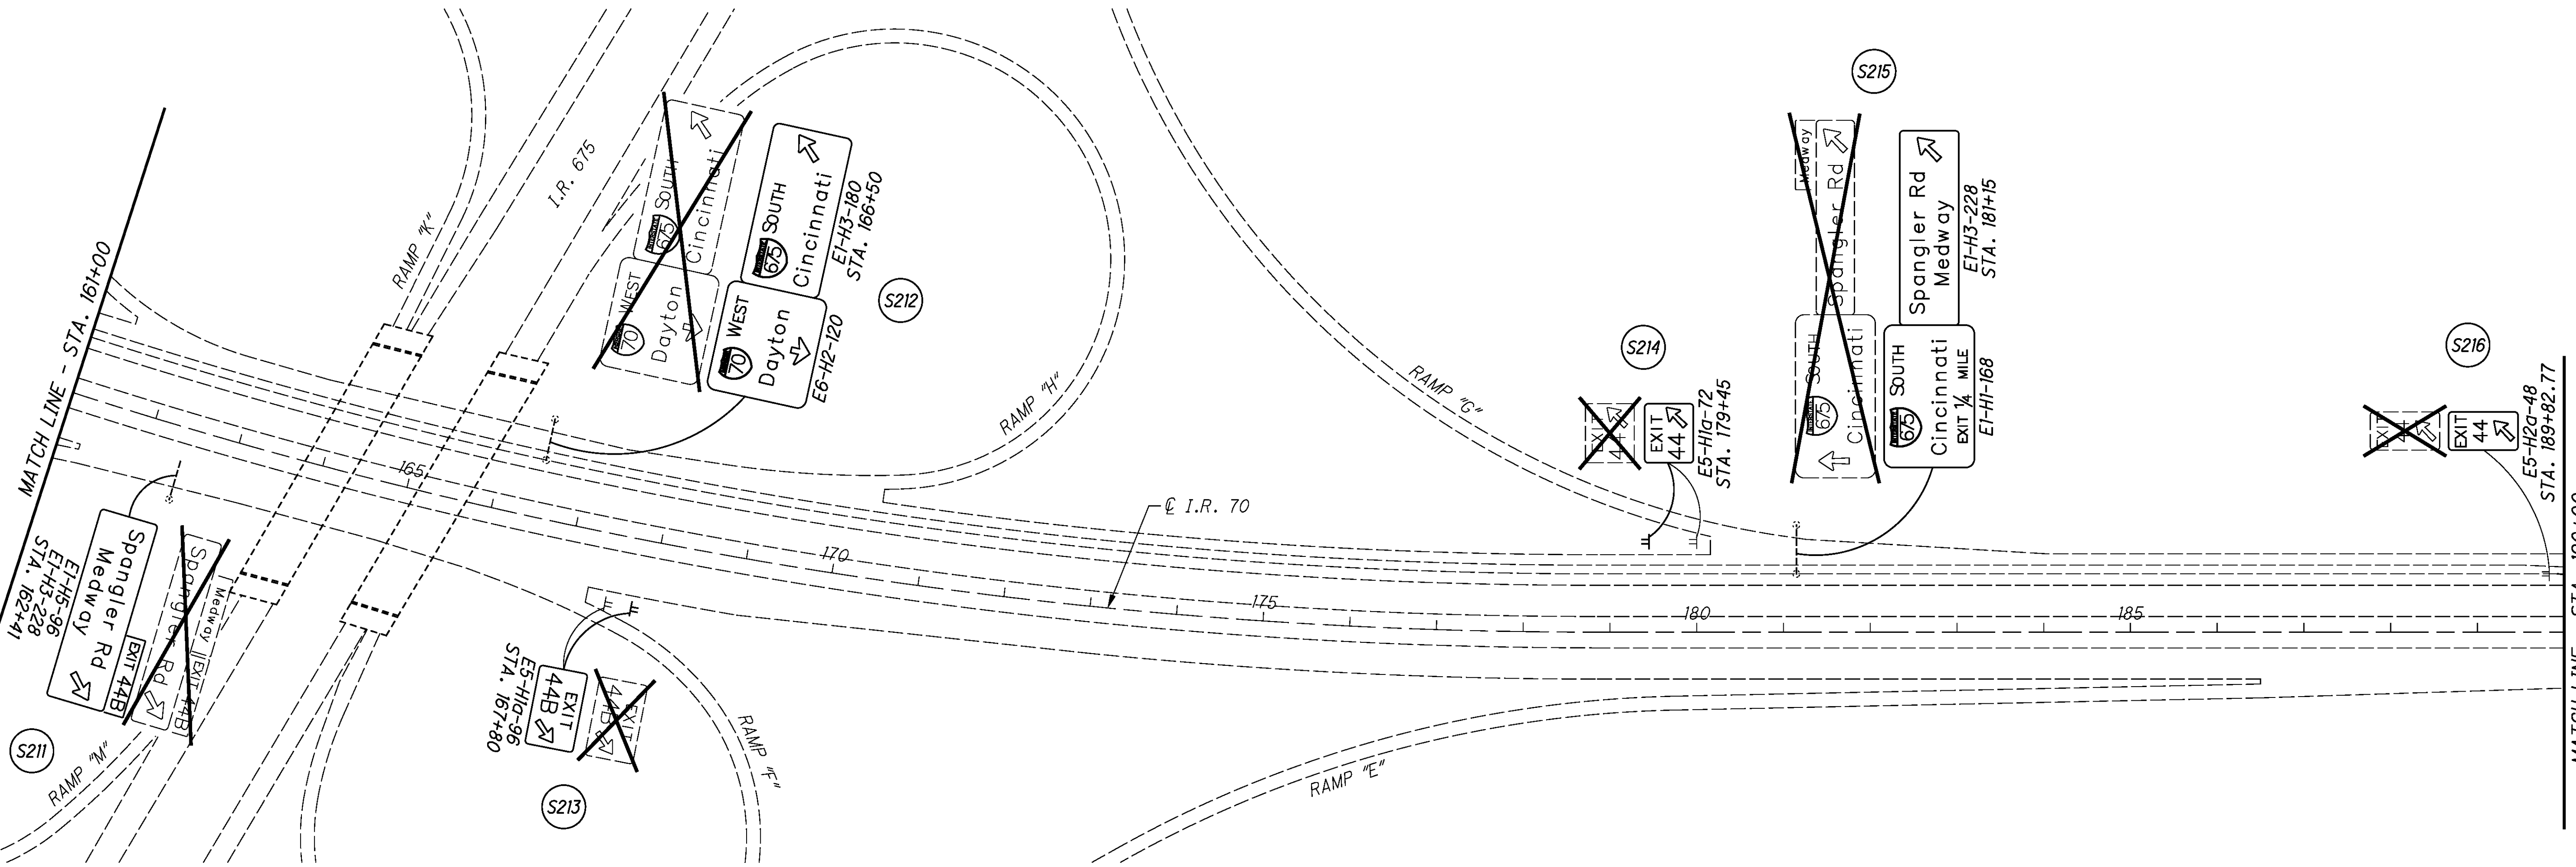 MATCH LINE - STA. 161+00
RAMP "K"
I.R. 675
675 SOUTH
Cincinnati
70 WEST
Dayton
675 SOUTH
Cincinnati
E1-H3-180
STA. 166+50
70 WEST
Dayton
E6-H2-120
S212
RAMP "H"
RAMP "G"
S215
Medway
Spangler Rd
675 SOUTH
Cincinnati
Spangler Rd
Medway
E1-H3-228
STA. 181+15
675 SOUTH
Cincinnati
EXIT 1/4 MILE
E1-H1-168
S214
EXIT
44
EXIT
44
E5-H1a-72
STA. 179+45
S216
EXIT
44
EXIT
44
E5-H2a-48
STA. 189+82.77
165
170
175
180
185
℄ I.R. 70
Spangler Rd
Medway
EXIT 44B
E1-H5-96
E1-H3-228
STA. 162+41
Spangler Rd
Medway
EXIT 44B
S211
RAMP "M"
EXIT
44B
E5-H1a-96
STA. 167+80
EXIT
44B
S213
RAMP "F"
RAMP "E"